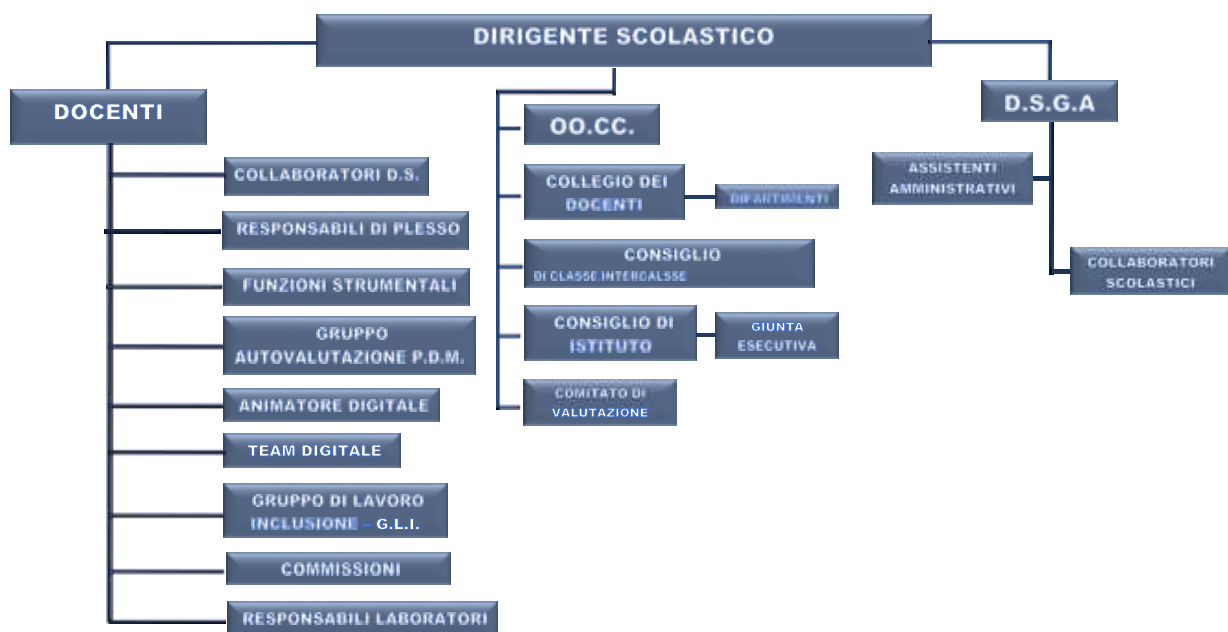 DIRIGENTE SCOLASTICO
DOCENTI
COLLABORATORI D.S.
RESPONSABILI DI PLESSO
FUNZIONI STRUMENTALI
GRUPPO
AUTOVALUTAZIONE P.D.M.
ANIMATORE DIGITALE
TEAM DIGITALE
GRUPPO DI LAVORO
INCLUSIONE – G.L.I.
COMMISSIONI
RESPONSABILI LABORATORI
OO.CC.
COLLEGIO DEI
DOCENTI
DIPARTIMENTI
CONSIGLIO
DI CLASSE.INTERCALSSE
CONSIGLIO DI
ISTITUTO
GIUNTA
ESECUTIVA
COMITATO DI
VALUTAZIONE
D.S.G.A
ASSISTENTI
AMMINISTRATIVI
COLLABORATORI
SCOLASTICI